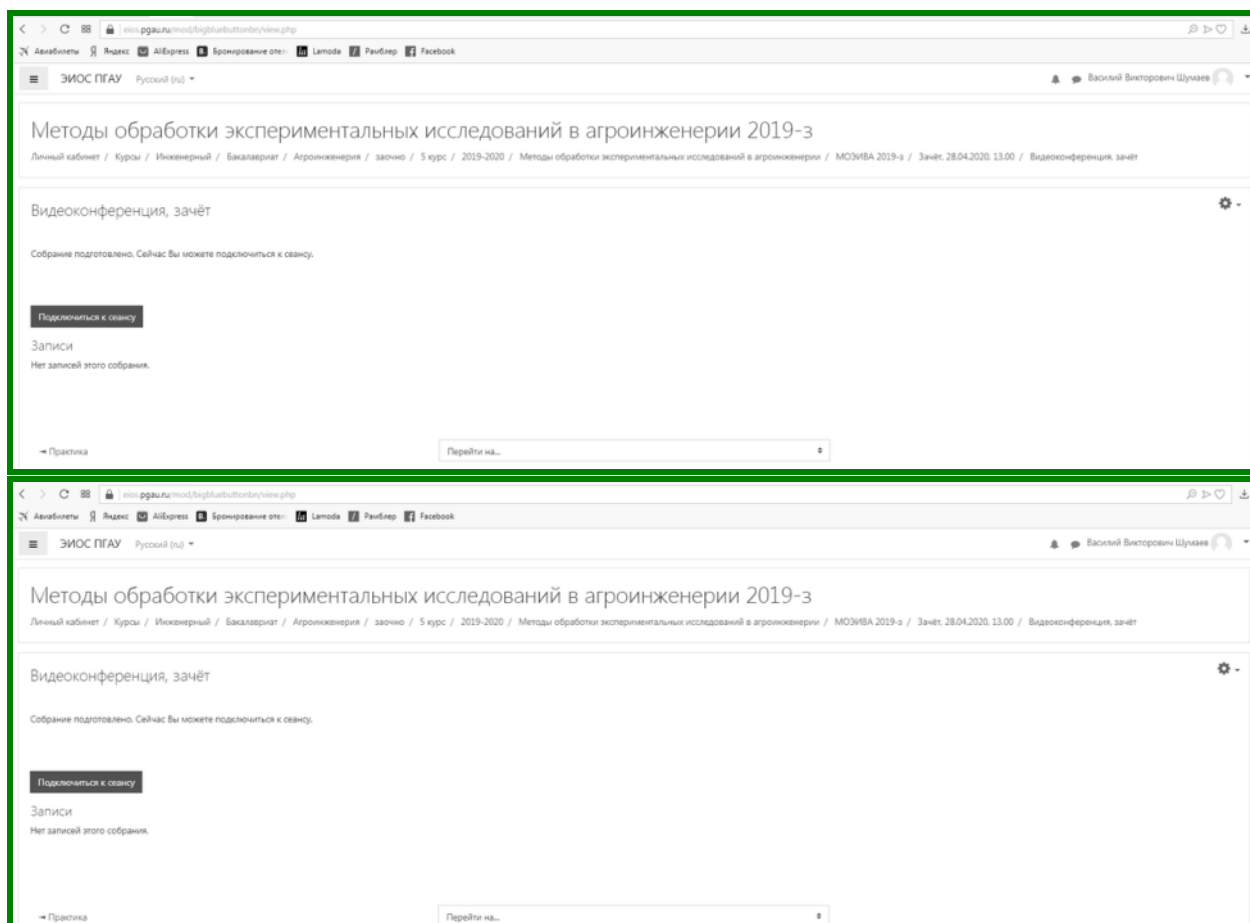 eios.pgau.ru/mod/bigbluebuttonbn/view.php
Авиабилеты Яндекс AliExpress Бронирование отел Lamoda Рамблер Facebook
ЭИОС ПГАУ Русский (ru) Василий Викторович Шумаев
Методы обработки экспериментальных исследований в агроинженерии 2019-з
Личный кабинет / Курсы / Инженерный / Бакалавриат / Агроинженерия / заочно / 5 курс / 2019-2020 / Методы обработки экспериментальных исследований в агроинженерии / МОЭИВА 2019-з / Зачёт, 28.04.2020, 13.00 / Видеоконференция, зачёт
Видеоконференция, зачёт
Собрание подготовлено. Сейчас Вы можете подключиться к сеансу.
Подключиться к сеансу
Записи
Нет записей этого собрания.
Практика Перейти на...
eios.pgau.ru/mod/bigbluebuttonbn/view.php
Авиабилеты Яндекс AliExpress Бронирование отел Lamoda Рамблер Facebook
ЭИОС ПГАУ Русский (ru) Василий Викторович Шумаев
Методы обработки экспериментальных исследований в агроинженерии 2019-з
Личный кабинет / Курсы / Инженерный / Бакалавриат / Агроинженерия / заочно / 5 курс / 2019-2020 / Методы обработки экспериментальных исследований в агроинженерии / МОЭИВА 2019-з / Зачёт, 28.04.2020, 13.00 / Видеоконференция, зачёт
Видеоконференция, зачёт
Собрание подготовлено. Сейчас Вы можете подключиться к сеансу.
Подключиться к сеансу
Записи
Нет записей этого собрания.
Практика Перейти на...